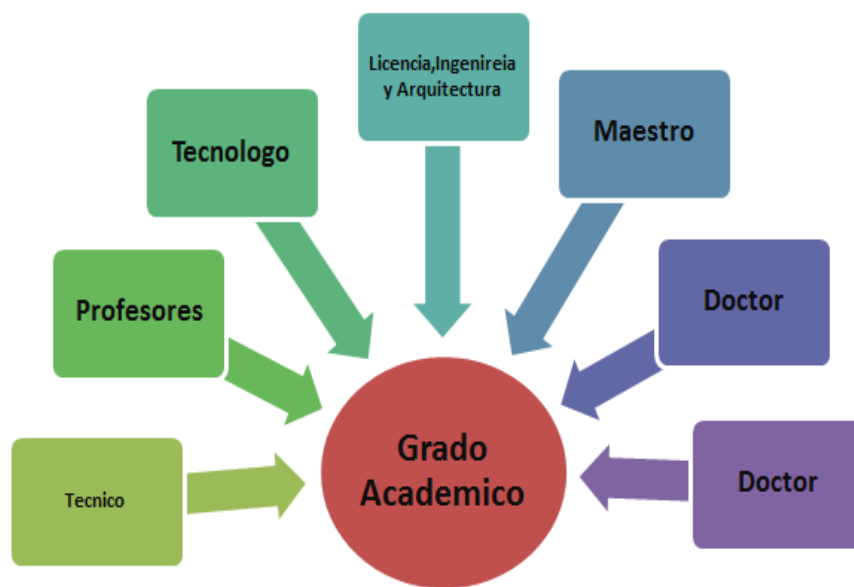 Licencia,Ingenireia
y Arquitectura
Tecnologo
Maestro
Profesores
Doctor
Tecnico
Grado
Academico
Doctor